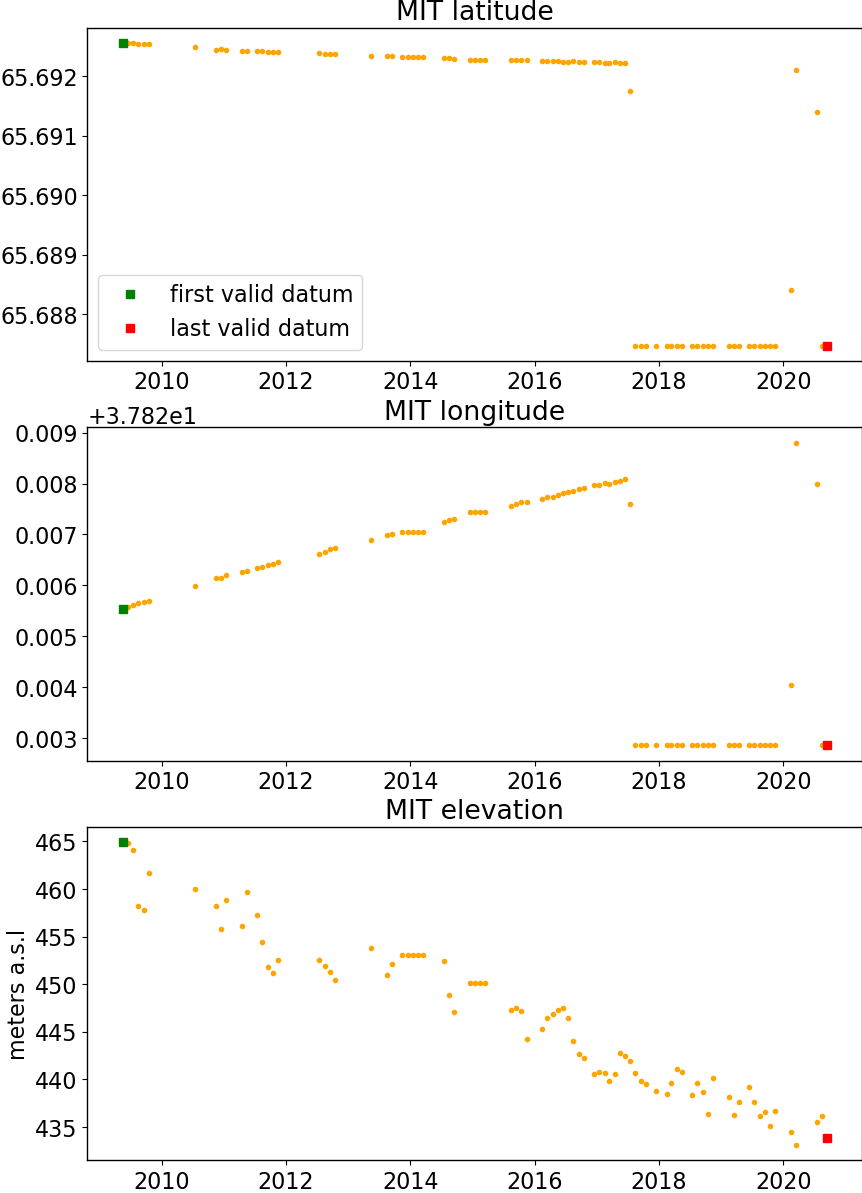 MIT latitude
65.692
65.691
65.690
65.689
65.688
first valid datum
last valid datum
2010 2012 2014 2016 2018 2020
MIT longitude
+3.782e1
0.009
0.008
0.007
0.006
0.005
0.004
0.003
2010 2012 2014 2016 2018 2020
MIT elevation
meters a.s.l
465
460
455
450
445
440
435
2010 2012 2014 2016 2018 2020